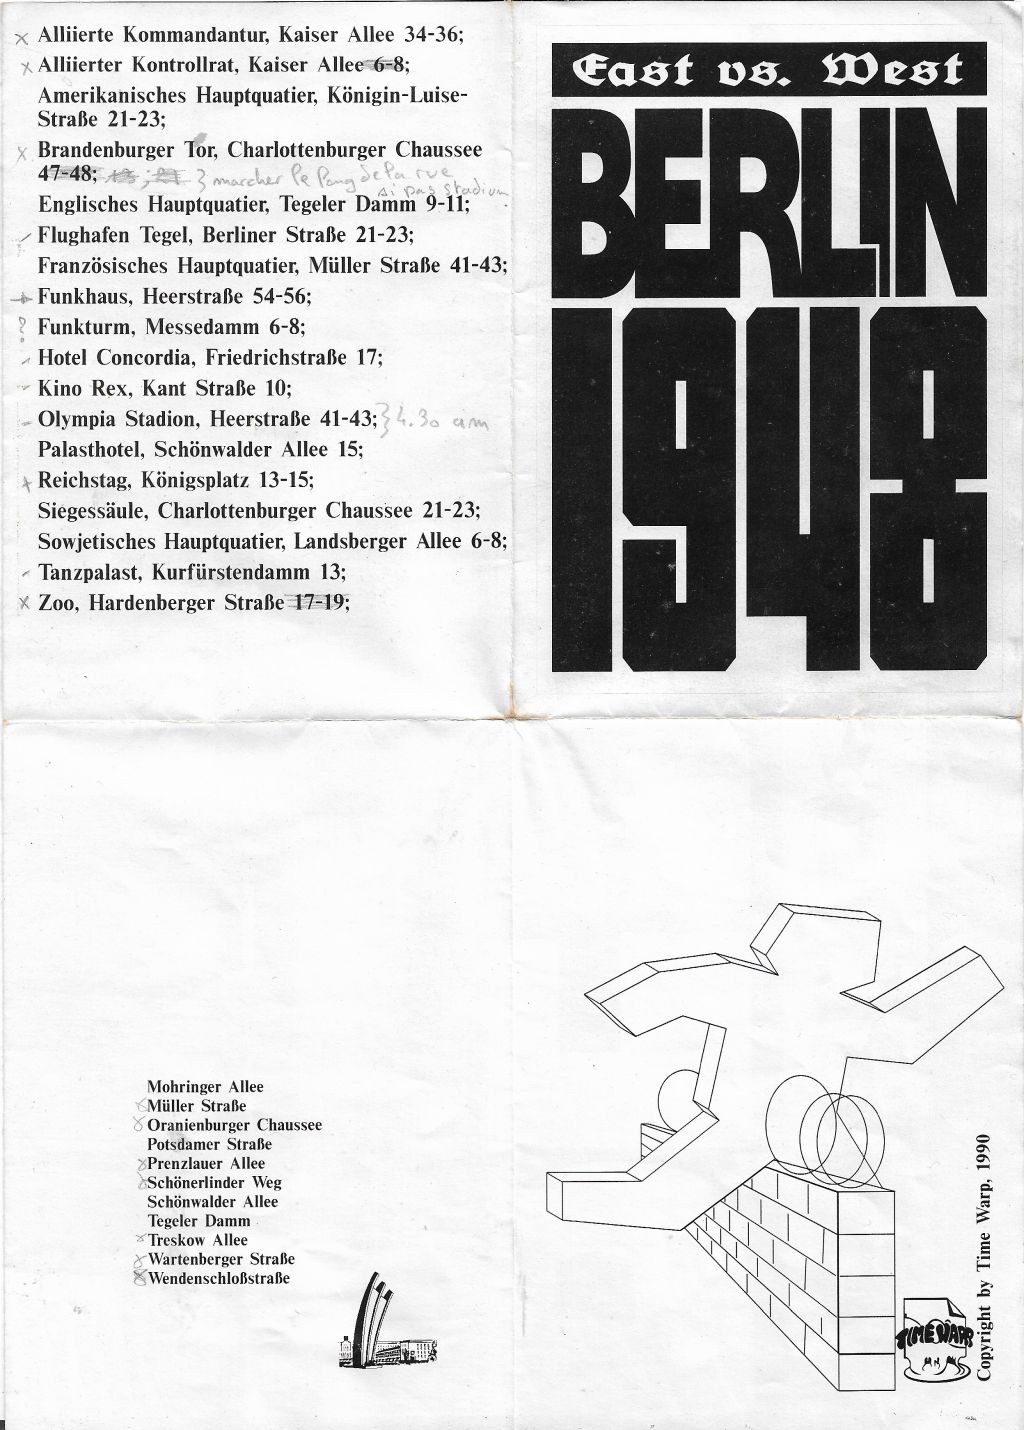 Alliierte Kommandantur, Kaiser Allee 34-36;
Alliierter Kontrollrat, Kaiser Allee 6-8;
Amerikanisches Hauptquatier, Königin-Luise-
Straße 21-23;
Brandenburger Tor, Charlottenburger Chaussee
47-48; } marcher le long de la rue
si pas stadium
Englisches Hauptquatier, Tegeler Damm 9-11;
Flughafen Tegel, Berliner Straße 21-23;
Französisches Hauptquatier, Müller Straße 41-43;
Funkhaus, Heerstraße 54-56;
? Funkturm, Messedamm 6-8;
Hotel Concordia, Friedrichstraße 17;
Kino Rex, Kant Straße 10;
Olympia Stadion, Heerstraße 41-43; } 4.30 am
Palasthotel, Schönwalder Allee 15;
Reichstag, Königsplatz 13-15;
Siegessäule, Charlottenburger Chaussee 21-23;
Sowjetisches Hauptquatier, Landsberger Allee 6-8;
Tanzpalast, Kurfürstendamm 13;
Zoo, Hardenberger Straße 17-19;
East vs. West
BERLIN
1948
Mohringer Allee
Müller Straße
Oranienburger Chaussee
Potsdamer Straße
Prenzlauer Allee
Schönerlinder Weg
Schönwalder Allee
Tegeler Damm
Treskow Allee
Wartenberger Straße
Wendenschloßstraße
TIME WARP
Copyright by Time Warp, 1990